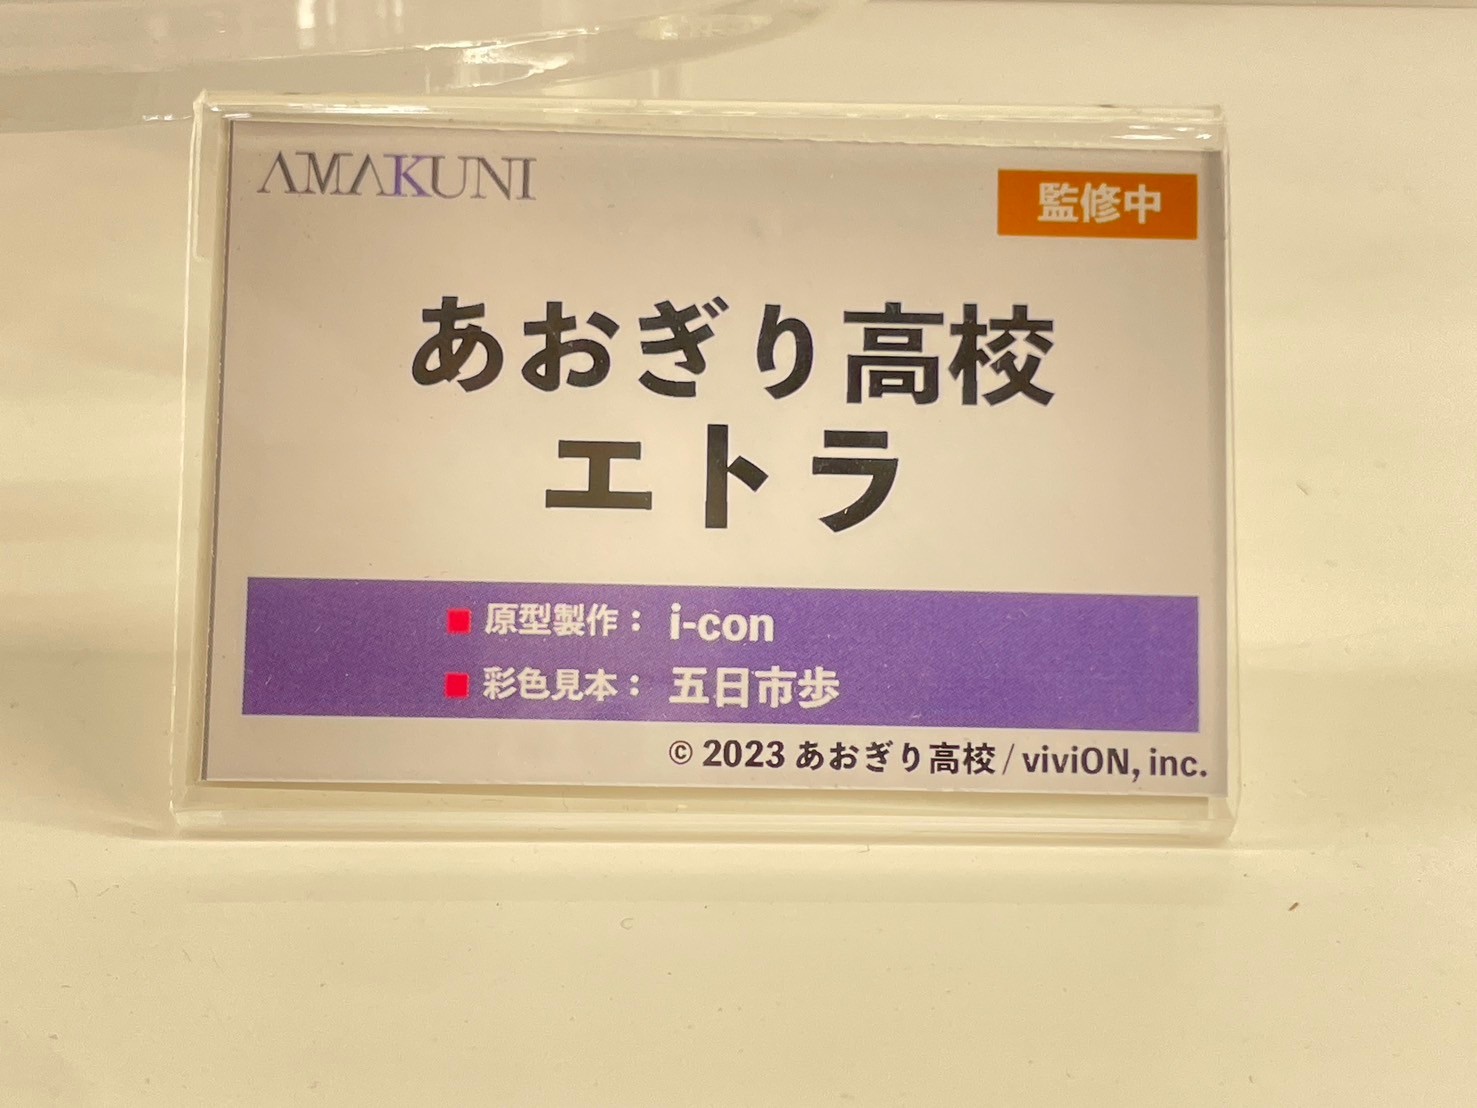 AMAKUNI
監修中
あおぎり高校
エトラ
■ 原型製作： i-con
■ 彩色見本： 五日市歩
© 2023 あおぎり高校 / viviON, inc.